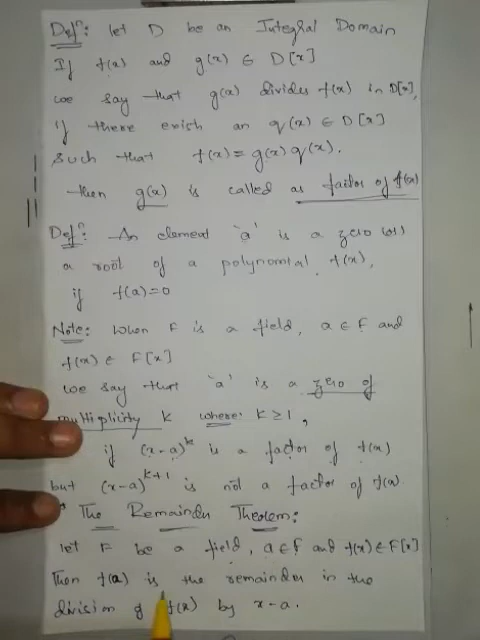 Defn: let D be an Integral Domain
If f(x) and g(x) ∈ D[x]
we say that g(x) divides f(x) in D[x],
if there exist an q(x) ∈ D[x]
such that f(x) = g(x) q(x).
then g(x) is called as factor of f(x)
Defn: An element 'a' is a zero (or)
a root of a polynomial f(x),
if f(a)=0
Note: When F is a field, a ∈ F and
f(x) ∈ F[x]
we say that 'a' is a zero of
multiplicity k where k ≥ 1,
if (x-a)^k is a factor of f(x)
but (x-a)^{k+1} is not a factor of f(x)
* The Remainder Theorem:
let F be a field, a ∈ F and f(x) ∈ F[x]
Then f(a) is the remainder in the
division of f(x) by x-a.